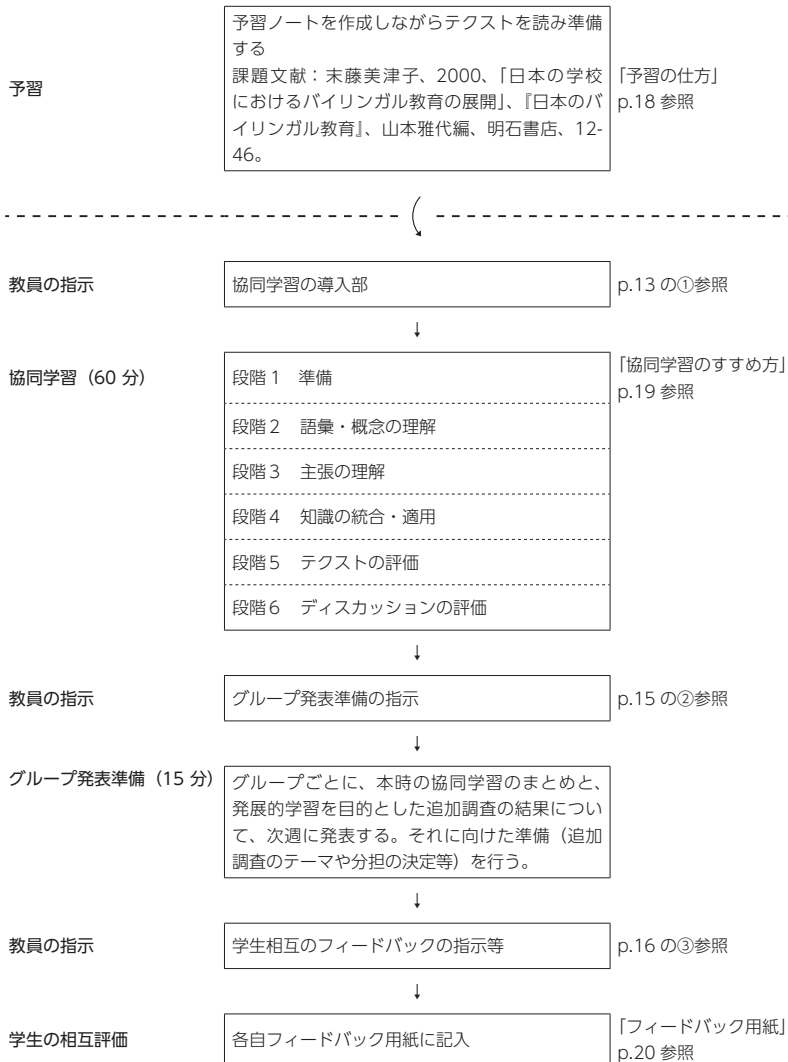 予習
予習ノートを作成しながらテクストを読み準備
する
課題文献：末藤美津子、2000、「日本の学校
におけるバイリンガル教育の展開」、『日本のバ
イリンガル教育』、山本雅代編、明石書店、12-
46。
「予習の仕方」
p.18 参照
教員の指示
協同学習の導入部
p.13 の①参照
↓
協同学習（60 分）
段階１　準備
「協同学習のすすめ方」
p.19 参照
段階２　語彙・概念の理解
段階３　主張の理解
段階４　知識の統合・適用
段階５　テクストの評価
段階６　ディスカッションの評価
↓
教員の指示
グループ発表準備の指示
p.15 の②参照
↓
グループ発表準備（15 分）
グループごとに、本時の協同学習のまとめと、
発展的学習を目的とした追加調査の結果につい
て、次週に発表する。それに向けた準備（追加
調査のテーマや分担の決定等）を行う。
↓
教員の指示
学生相互のフィードバックの指示等
p.16 の③参照
↓
学生の相互評価
各自フィードバック用紙に記入
「フィードバック用紙」
p.20 参照